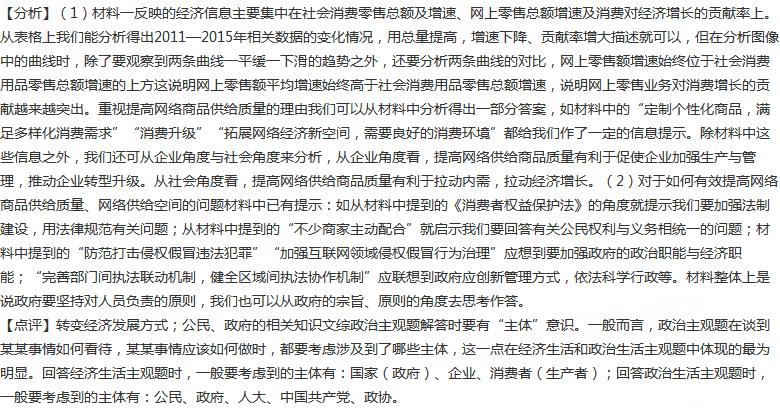 【分析】（1）材料一反映的经济信息主要集中在社会消费零售总额及增速、网上零售总额增速及消费对经济增长的贡献率上。
从表格上我们能分析得出2011—2015年相关数据的变化情况，用总量提高，增速下降、贡献率增大描述就可以，但在分析图像
中的曲线时，除了要观察到两条曲线一平缓一下滑的趋势之外，还要分析两条曲线的对比，网上零售额增速始终位于社会消费
用品零售总额增速的上方这说明网上零售额平均增速始终高于社会消费用品零售总额增速，说明网上零售业务对消费增长的贡
献越来越突出。重视提高网络商品供给质量的理由我们可以从材料中分析得出一部分答案，如材料中的“定制个性化商品，满
足多样化消费需求”“消费升级”“拓展网络经济新空间，需要良好的消费环境”都给我们作了一定的信息提示。除材料中这
些信息之外，我们还可从企业角度与社会角度来分析，从企业角度看，提高网络供给商品质量有利于促使企业加强生产与管
理，推动企业转型升级。从社会角度看，提高网络供给商品质量有利于拉动内需，拉动经济增长。（2）对于如何有效提高网络
商品供给质量、网络供给空间的问题材料中已有提示：如从材料中提到的《消费者权益保护法》的角度就提示我们要加强法制
建设，用法律规范有关问题；从材料中提到的“不少商家主动配合”就启示我们要回答有关公民权利与义务相统一的问题；材
料中提到的“防范打击侵权假冒违法犯罪”“加强互联网领域侵权假冒行为治理”应想到要加强政府的政治职能与经济职
能；“完善部门间执法联动机制，健全区域间执法协作机制”应联想到政府应创新管理方式，依法科学行政等。材料整体上是
说政府要坚持对人员负责的原则，我们也可以从政府的宗旨、原则的角度去思考作答。
【点评】转变经济发展方式；公民、政府的相关知识文综政治主观题解答时要有“主体”意识。一般而言，政治主观题在谈到
某某事情如何看待，某某事情应该如何做时，都要考虑涉及到了哪些主体，这一点在经济生活和政治生活主观题中体现的最为
明显。回答经济生活主观题时，一般要考虑到的主体有：国家（政府）、企业、消费者（生产者）；回答政治生活主观题时，
一般要考虑到的主体有：公民、政府、人大、中国共产党、政协。